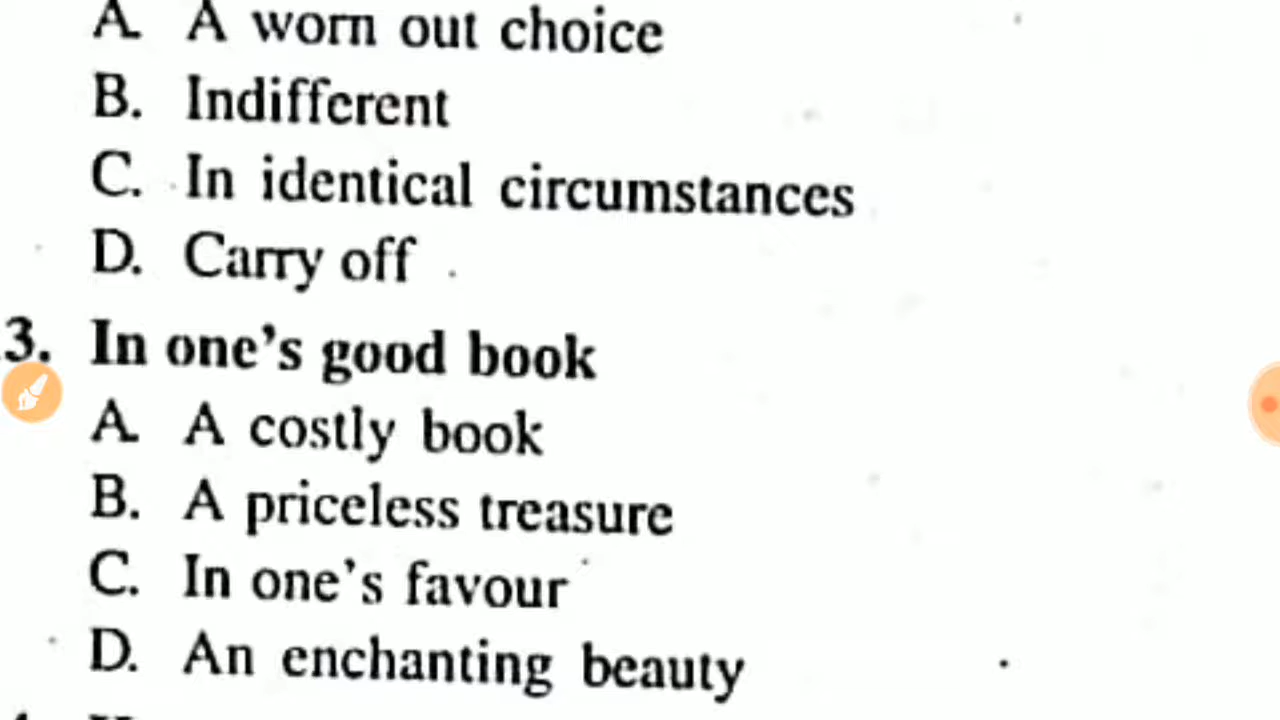 A. A worn out choice
B. Indifferent
C. In identical circumstances
D. Carry off
3. In one's good book
A. A costly book
B. A priceless treasure
C. In one's favour
D. An enchanting beauty